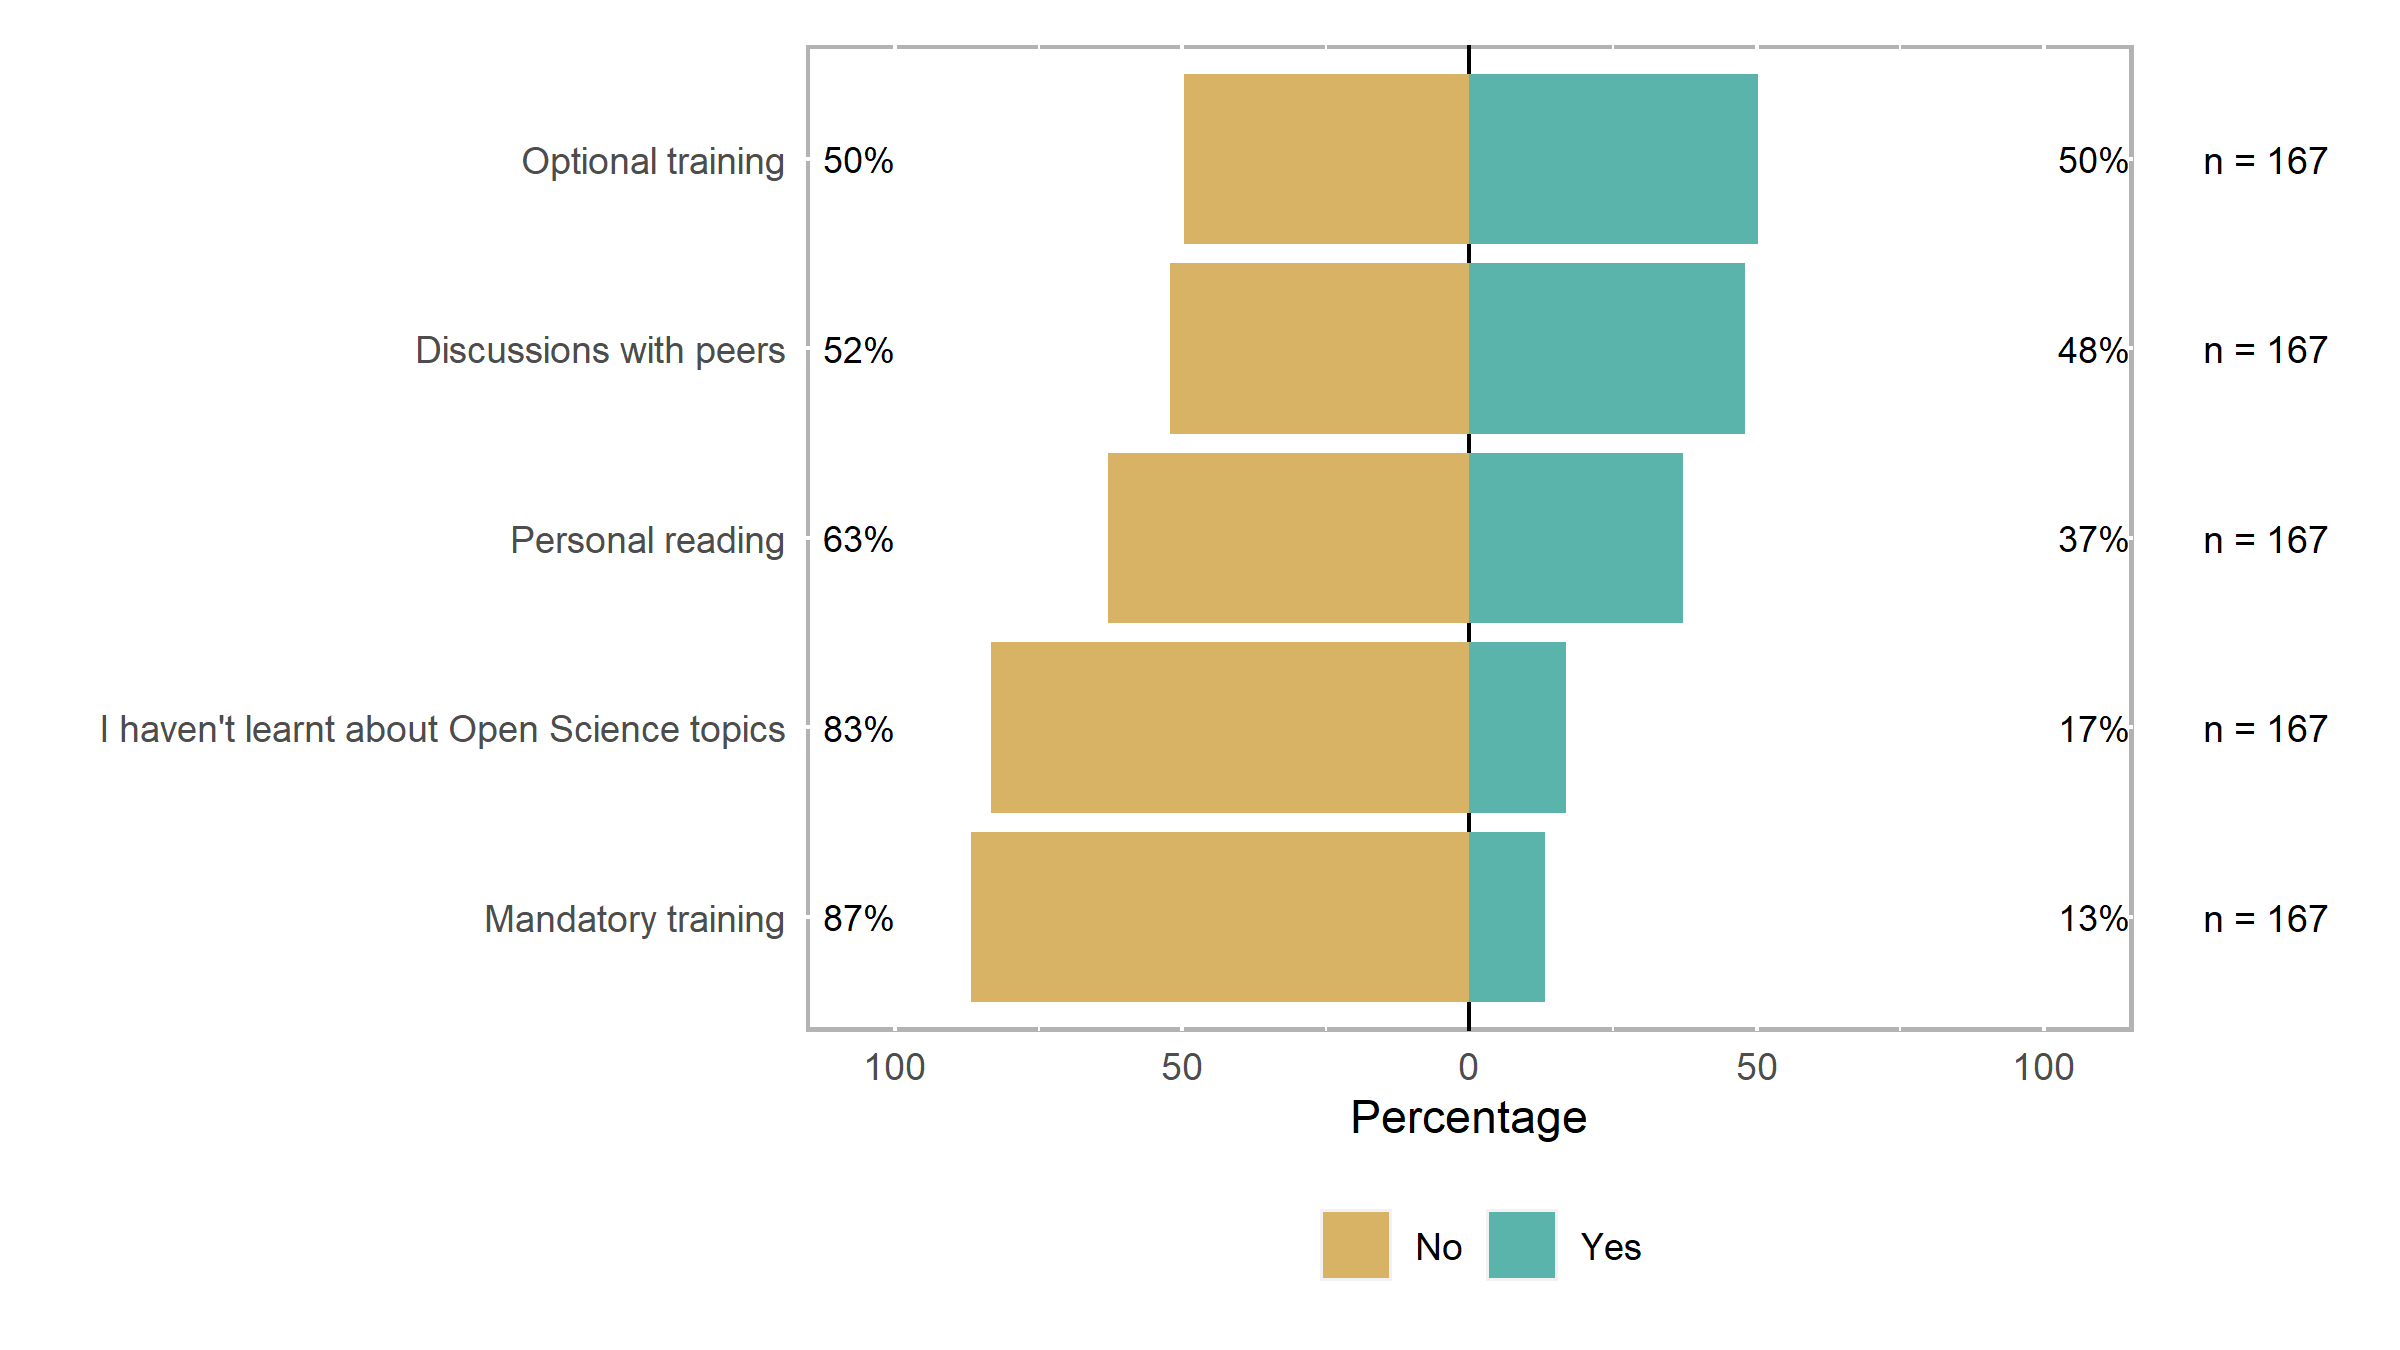 Optional training 50% 50% n = 167
Discussions with peers 52% 48% n = 167
Personal reading 63% 37% n = 167
I haven't learnt about Open Science topics 83% 17% n = 167
Mandatory training 87% 13% n = 167
100 50 0 50 100
Percentage
No Yes